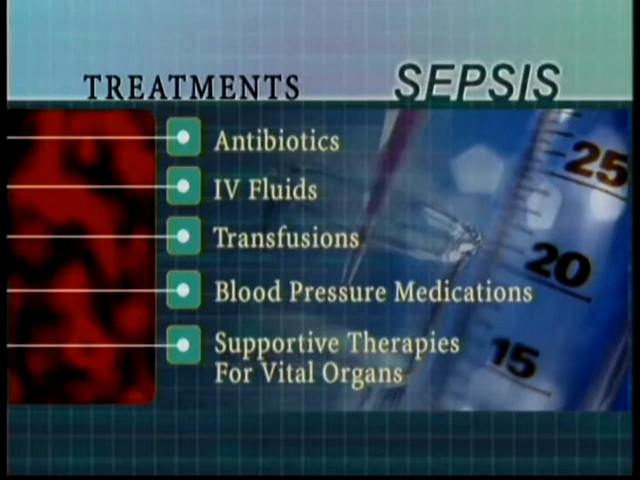 TREATMENTS SEPSIS
Antibiotics
IV Fluids
Transfusions
Blood Pressure Medications
Supportive Therapies
For Vital Organs
25
20
15